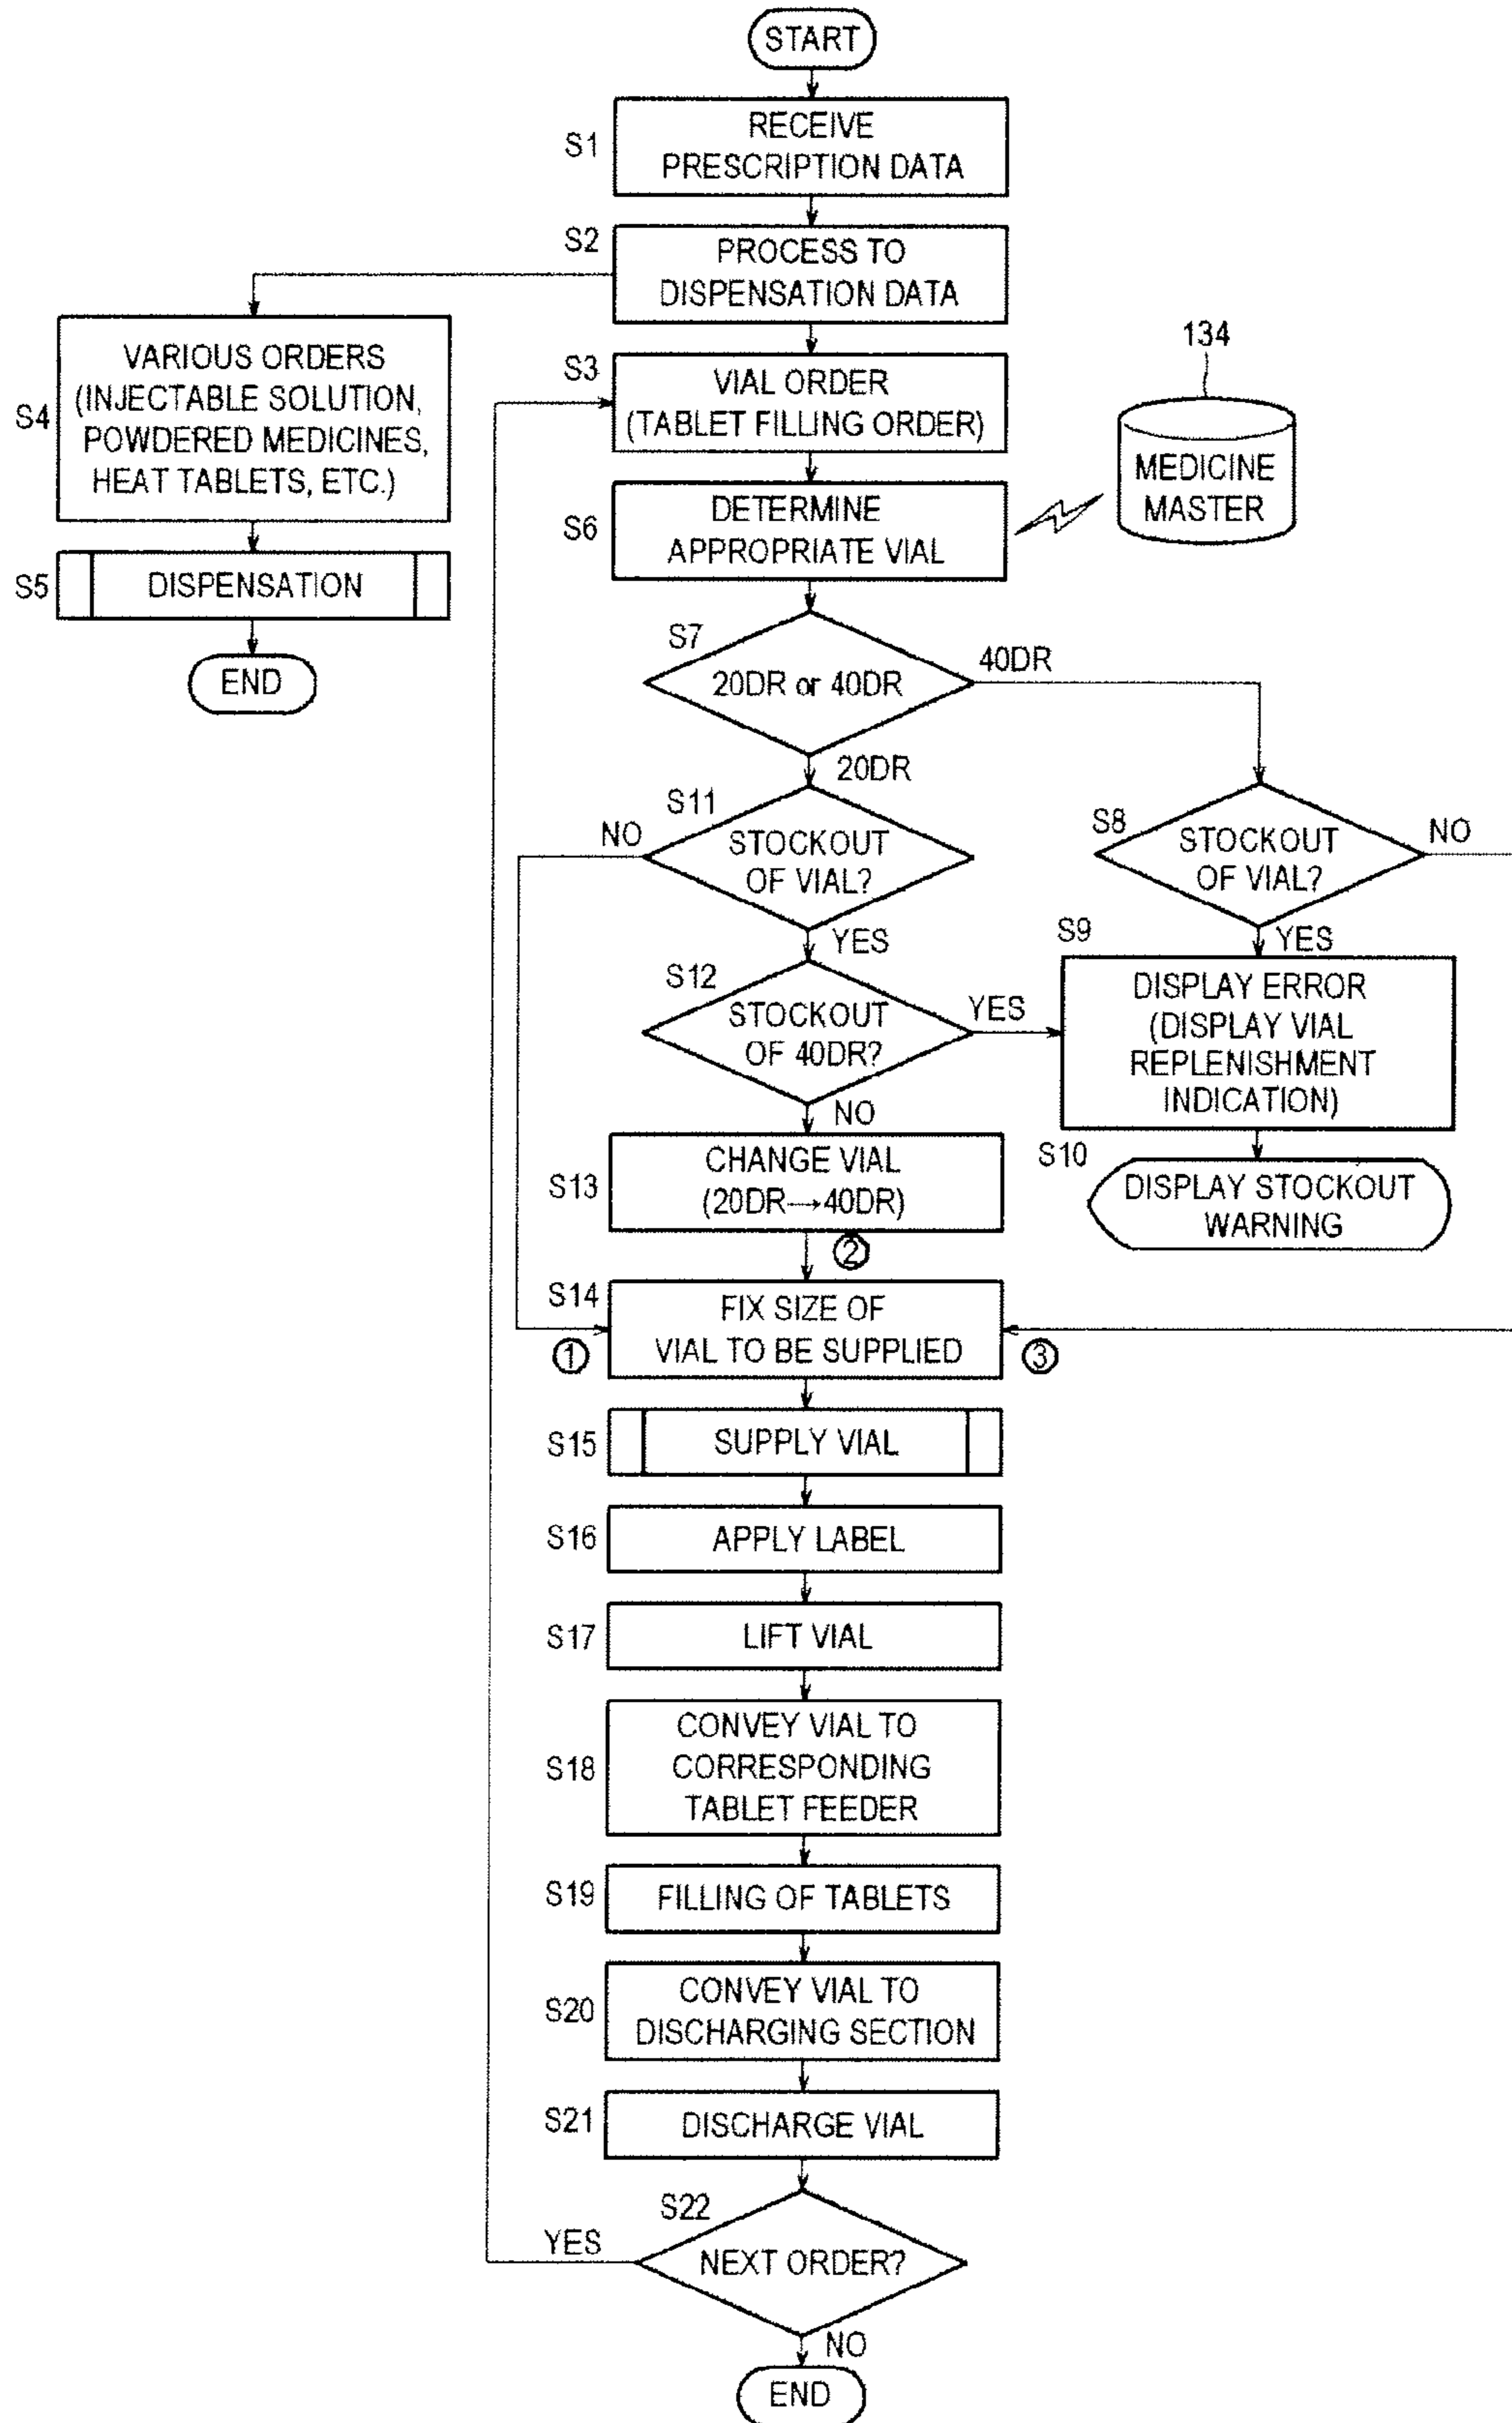 START
S1
RECEIVE
PRESCRIPTION DATA
S2
PROCESS TO
DISPENSATION DATA
S3
VIAL ORDER
(TABLET FILLING ORDER)
S4
VARIOUS ORDERS
(INJECTABLE SOLUTION,
POWDERED MEDICINES,
HEAT TABLETS, ETC.)
S5
DISPENSATION
END
134
MEDICINE
MASTER
S6
DETERMINE
APPROPRIATE VIAL
S7
20DR or 40DR
40DR
20DR
S11
STOCKOUT
OF VIAL?
NO
YES
S8
STOCKOUT
OF VIAL?
NO
YES
S12
STOCKOUT
OF 40DR?
YES
NO
S9
DISPLAY ERROR
(DISPLAY VIAL
REPLENISHMENT
INDICATION)
S10
DISPLAY STOCKOUT
WARNING
S13
CHANGE VIAL
(20DR→40DR)
②
S14
FIX SIZE OF
VIAL TO BE SUPPLIED
①
③
S15
SUPPLY VIAL
S16
APPLY LABEL
S17
LIFT VIAL
S18
CONVEY VIAL TO
CORRESPONDING
TABLET FEEDER
S19
FILLING OF TABLETS
S20
CONVEY VIAL TO
DISCHARGING SECTION
S21
DISCHARGE VIAL
S22
NEXT ORDER?
YES
NO
END